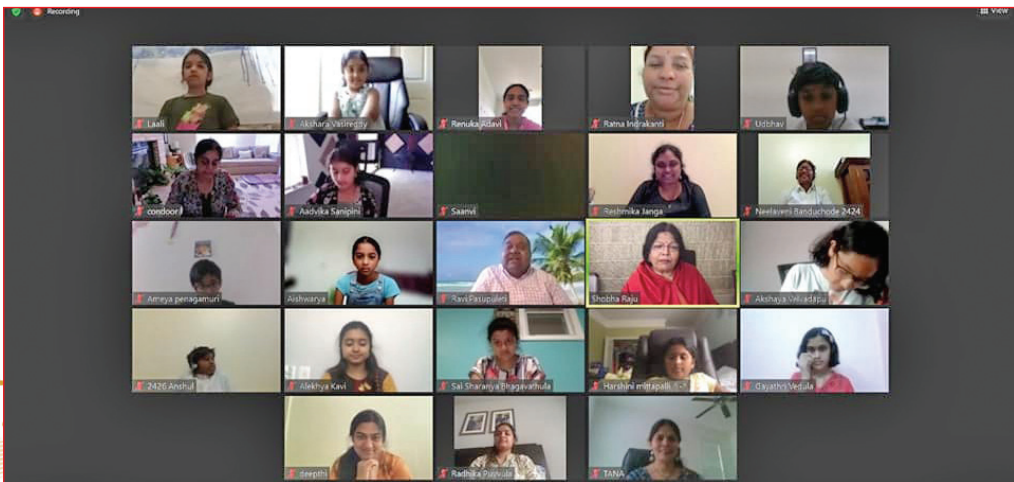 Recording
View
Laali
Akshara Vasireddy
Renuka Adavi
Ratna Indrakanti
Udbhav
condoor
Aadvika Sanipini
Saanvi
Reshmika Janga
Neelaveni Banduchode 2424
Ameya penagamuri
Aishwarya
Ravi Pasupuleti
Shobha Raju
Akshaya Velvadapu
2426 Anshul
Alekhya Kavi
Sai Sharanya Bhagavathula
Harshini mittapalli
Gayathri Vedula
deepthi
Radhika
TANA